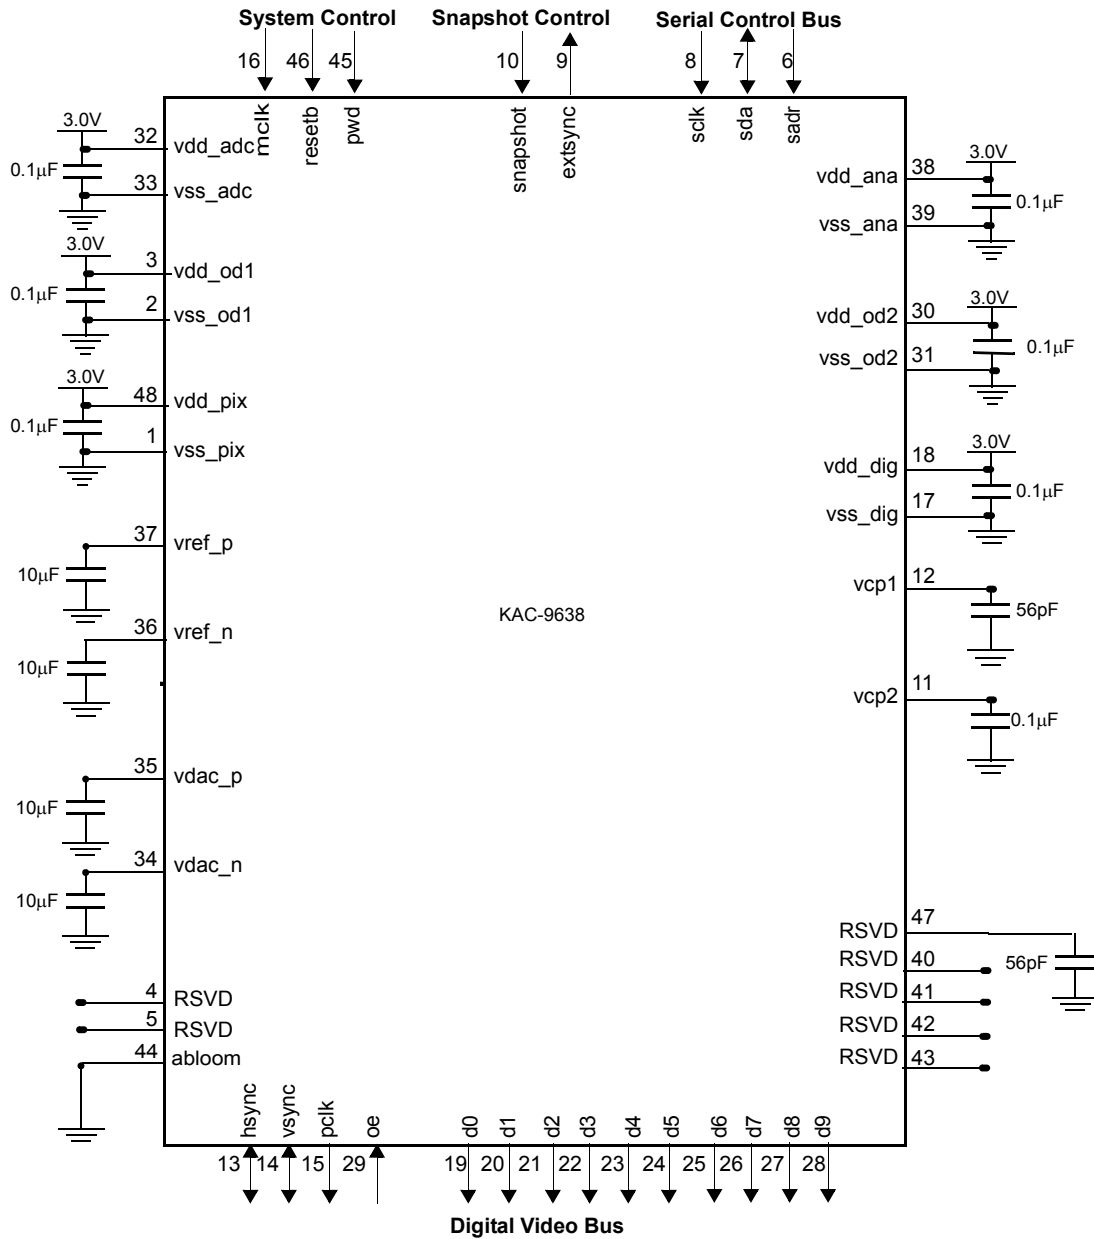 System Control Snapshot Control Serial Control Bus
16 46 45 10 9 8 7 6
mclk
resetb
pwd
snapshot
extsync
sclk
sda
sadr
3.0V
32 vdd_adc
0.1µF
33 vss_adc
3.0V
3 vdd_od1
0.1µF
2 vss_od1
3.0V
48 vdd_pix
0.1µF
1 vss_pix
37 vref_p
10µF
36 vref_n
10µF
35 vdac_p
10µF
34 vdac_n
10µF
4 RSVD
5 RSVD
44 abloom
KAC-9638
3.0V
vdd_ana 38
0.1µF
vss_ana 39
3.0V
vdd_od2 30
0.1µF
vss_od2 31
3.0V
vdd_dig 18
0.1µF
vss_dig 17
vcp1 12
56pF
vcp2 11
0.1µF
RSVD 47
56pF
RSVD 40
RSVD 41
RSVD 42
RSVD 43
hsync
vsync
pclk
oe
d0
d1
d2
d3
d4
d5
d6
d7
d8
d9
13 14 15 29 19 20 21 22 23 24 25 26 27 28
Digital Video Bus